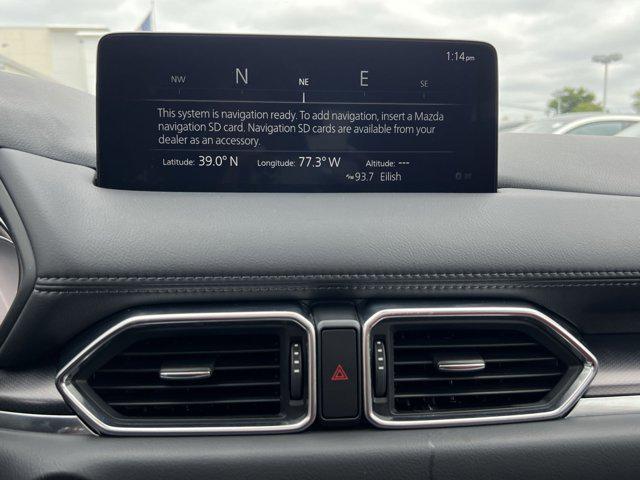 1:14pm
NW N NE E SE
This system is navigation ready. To add navigation, insert a Mazda
navigation SD card. Navigation SD cards are available from your
dealer as an accessory.
Latitude: 39.0° N Longitude: 77.3° W Altitude: ---
93.7 Eilish